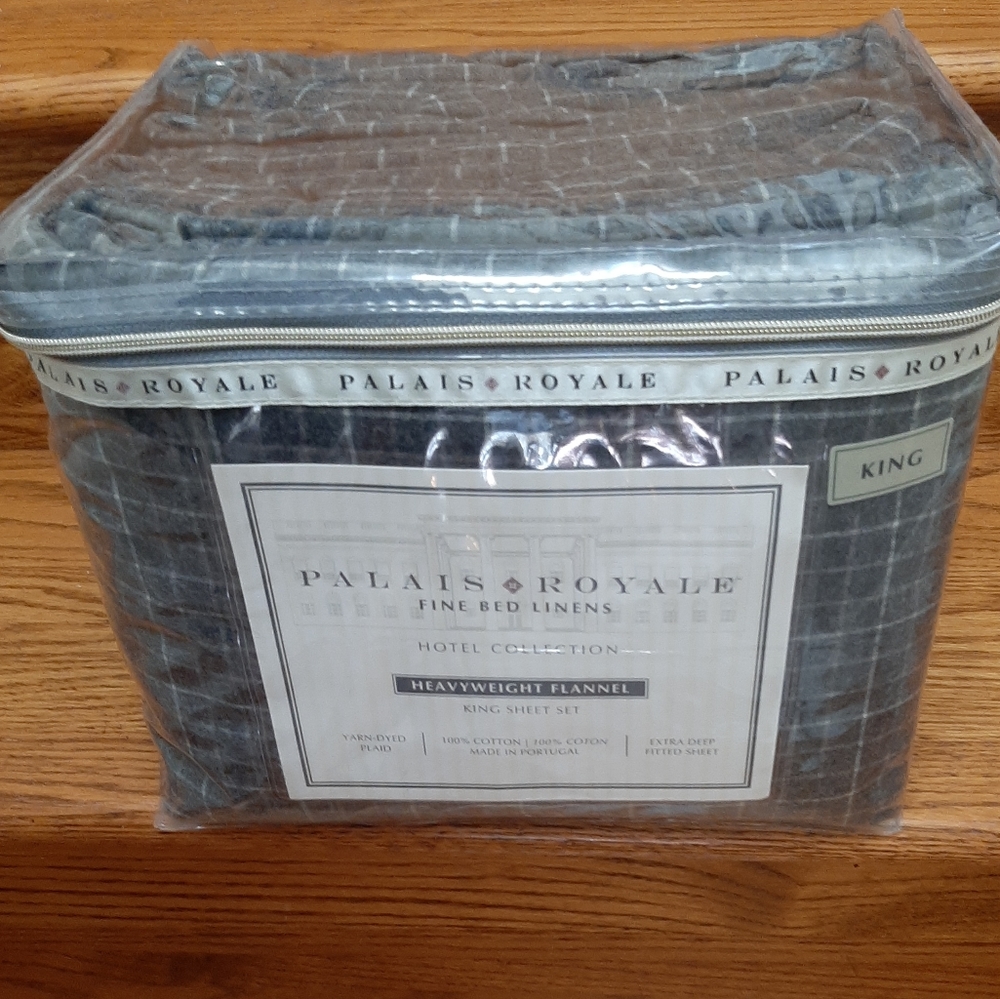 PALAIS ROYALE PALAIS ROYALE PALAIS ROYAL
KING
PALAIS ROYALE
FINE BED LINENS
HOTEL COLLECTION
HEAVYWEIGHT FLANNEL
KING SHEET SET
YARN-DYED
PLAID
100% COTTON | 100% COTON
MADE IN PORTUGAL
EXTRA DEEP
FITTED SHEET